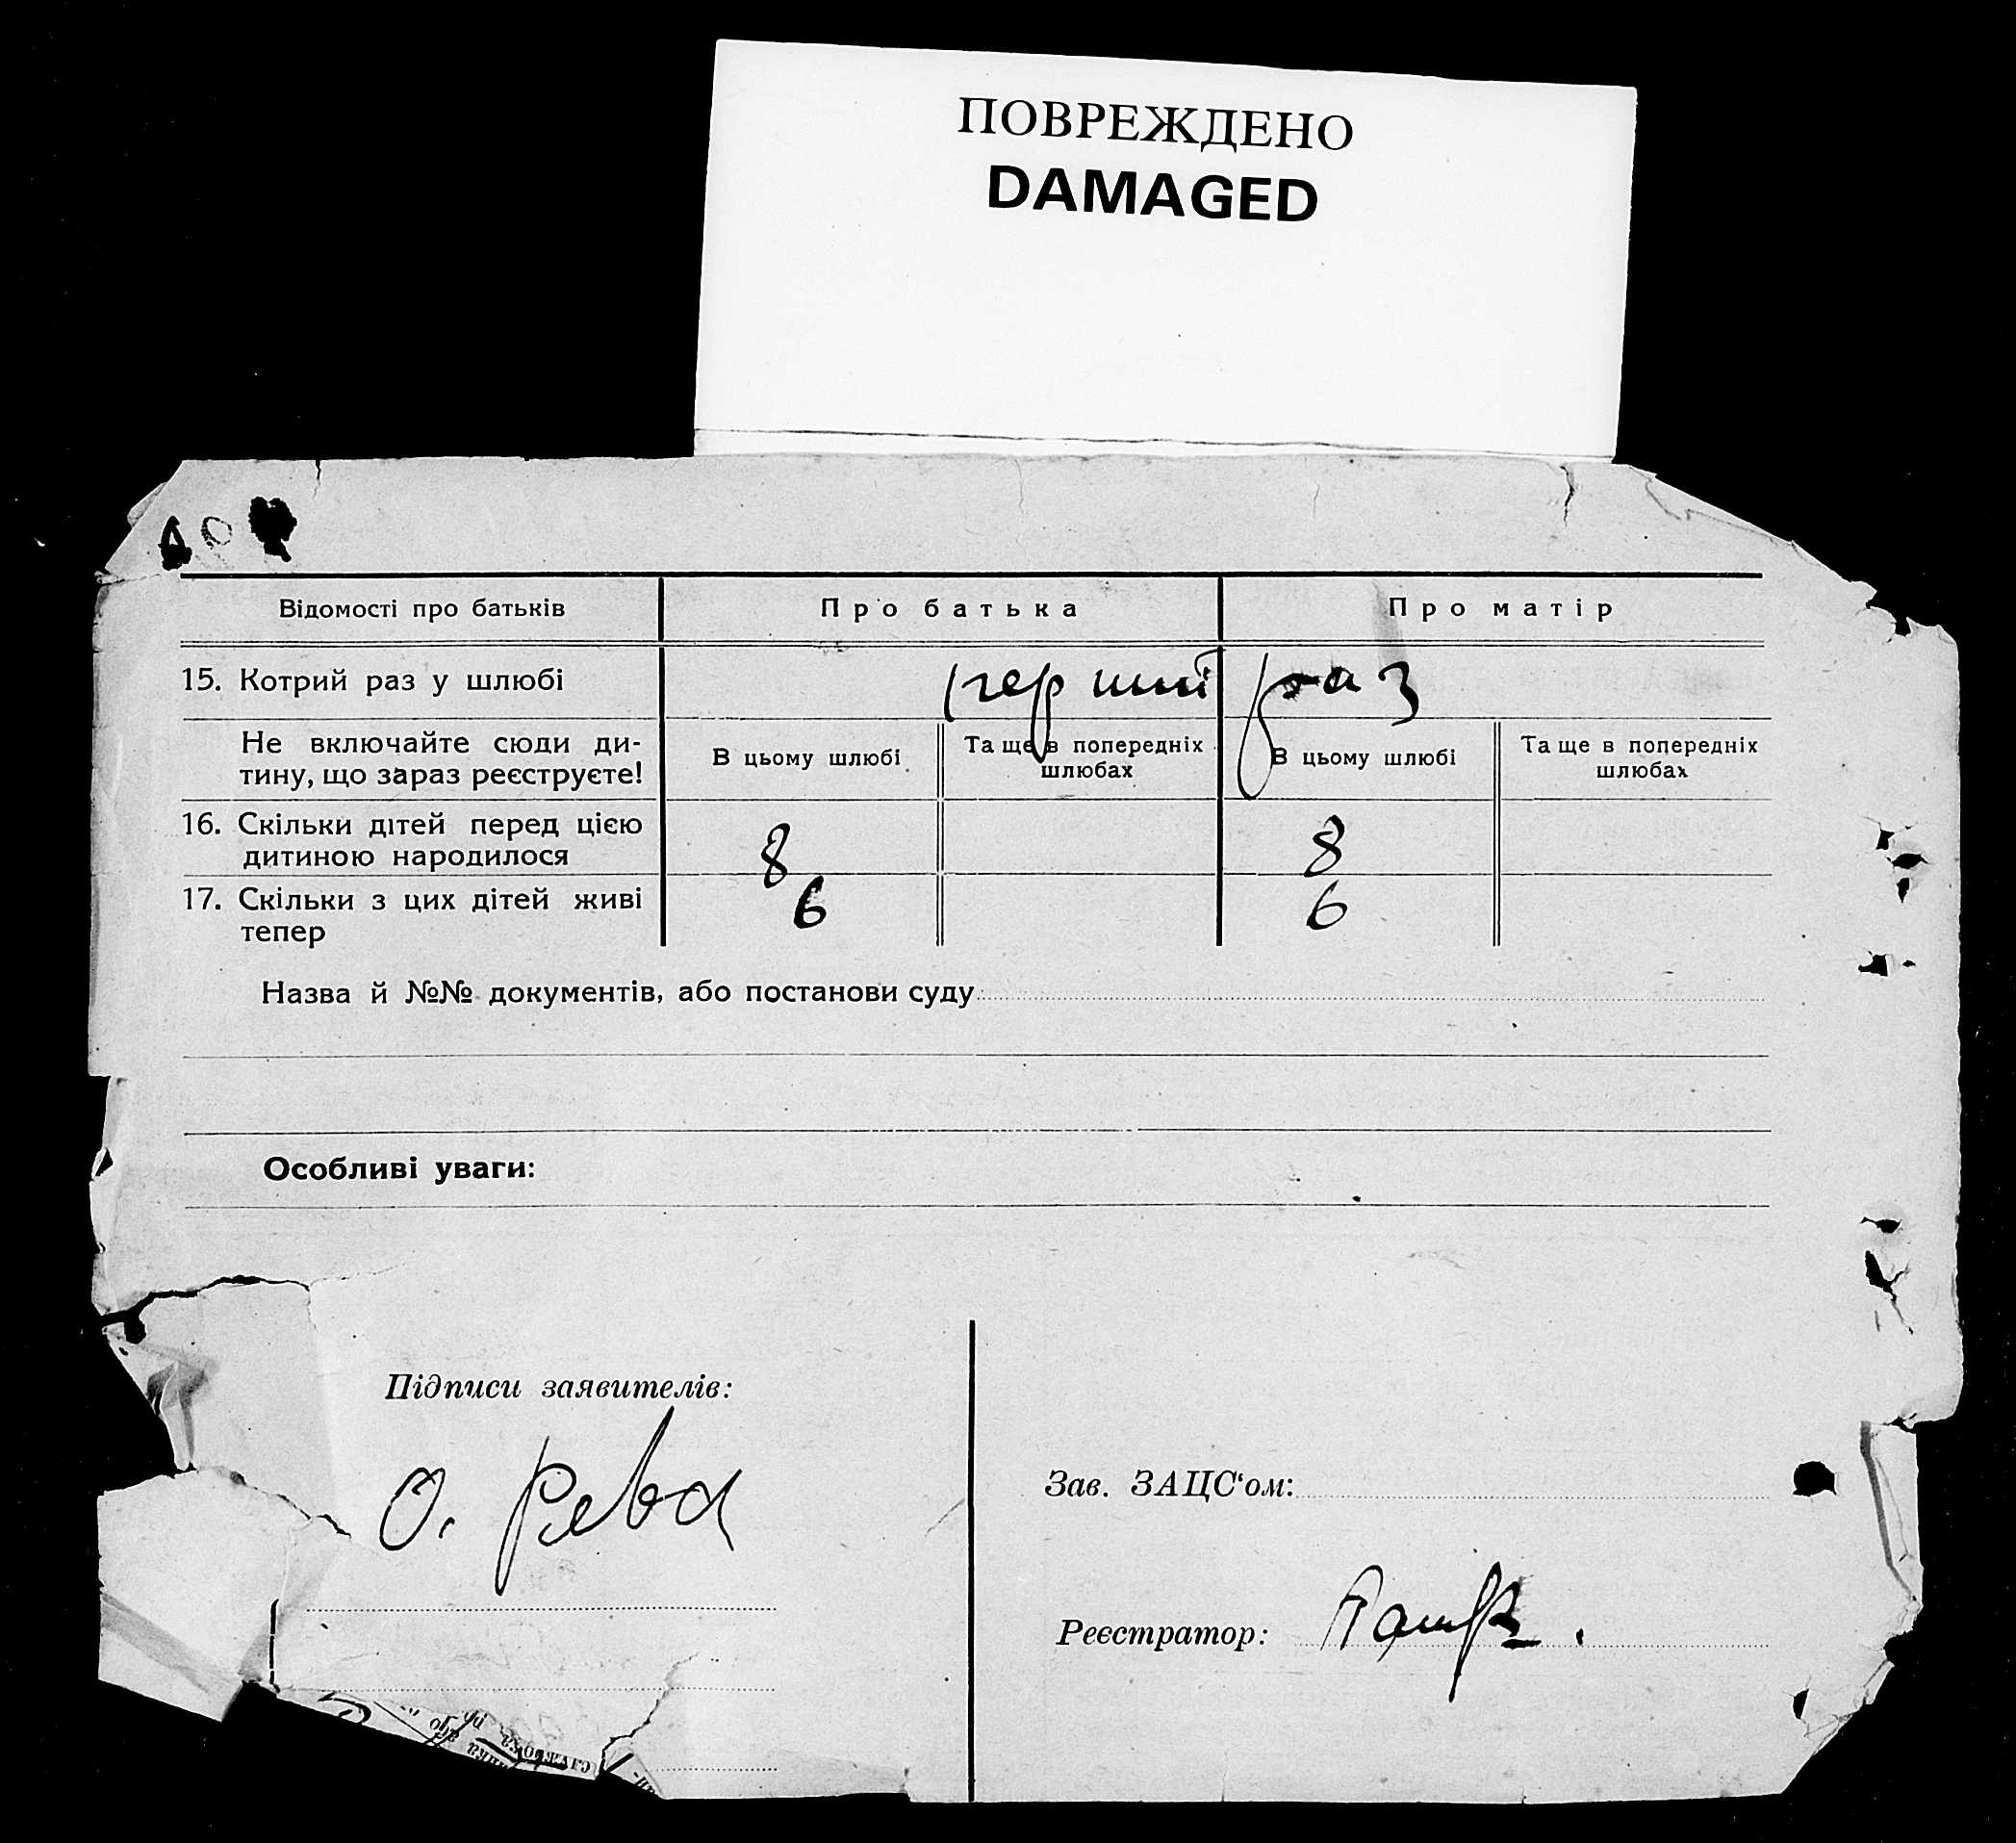 ПОВРЕЖДЕНО
DAMAGED
Відомості про батьків
Про батька
Про матір
15. Котрий раз у шлюбі
перший раз
Не включайте сюди ди-
тину, що зараз реєструєте!
В цьому шлюбі
Та ще в попередніх
шлюбах
В цьому шлюбі
Та ще в попередніх
шлюбах
16. Скільки дітей перед цією
дитиною народилося
8
8
17. Скільки з цих дітей живі
тепер
6
6
Назва й №№ документів, або постанови суду
Особливі уваги:
Підписи заявителів:
О. Рева
Зав. ЗАЦС‘ом:
Реєстратор: